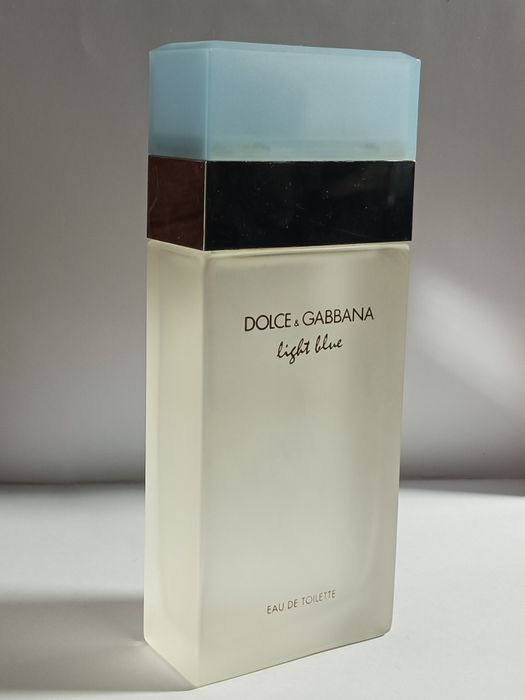 DOLCE & GABBANA
light blue
EAU DE TOILETTE